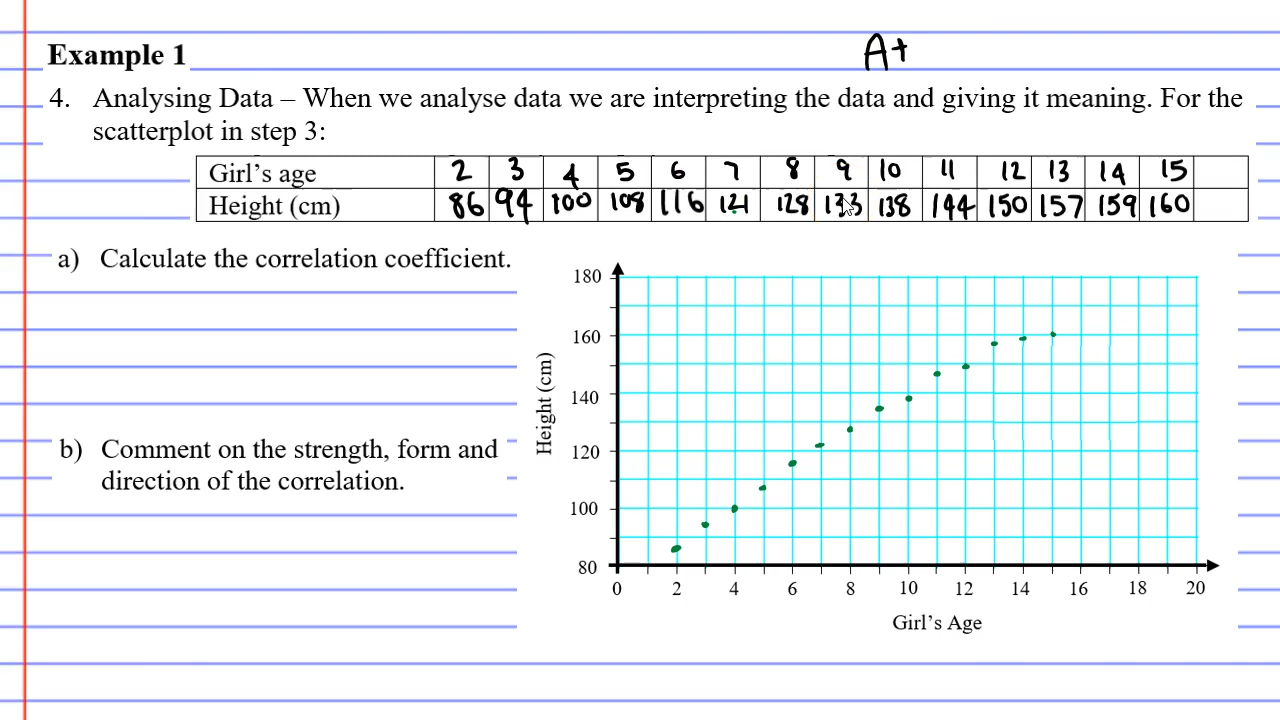 Example 1
A+
4. Analysing Data – When we analyse data we are interpreting the data and giving it meaning. For the
scatterplot in step 3:
Girl's age 2 3 4 5 6 7 8 9 10 11 12 13 14 15
Height (cm) 86 94 100 108 116 121 128 133 138 144 150 157 159 160
a) Calculate the correlation coefficient.
b) Comment on the strength, form and
direction of the correlation.
Height (cm)
180
160
140
120
100
80
0 2 4 6 8 10 12 14 16 18 20
Girl's Age